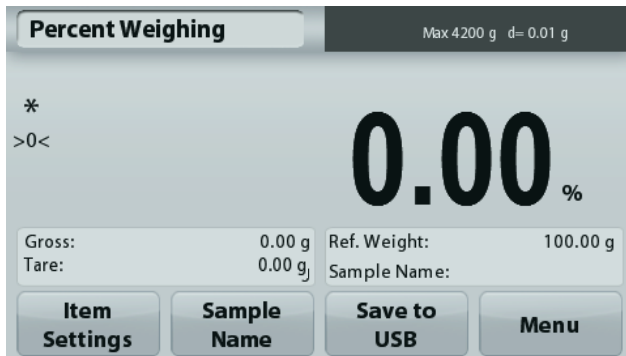 Percent Weighing
Max 4200 g d= 0.01 g
*
>0<
0.00 %
Gross: 0.00 g
Tare: 0.00 g
Ref. Weight: 100.00 g
Sample Name:
Item Settings
Sample Name
Save to USB
Menu